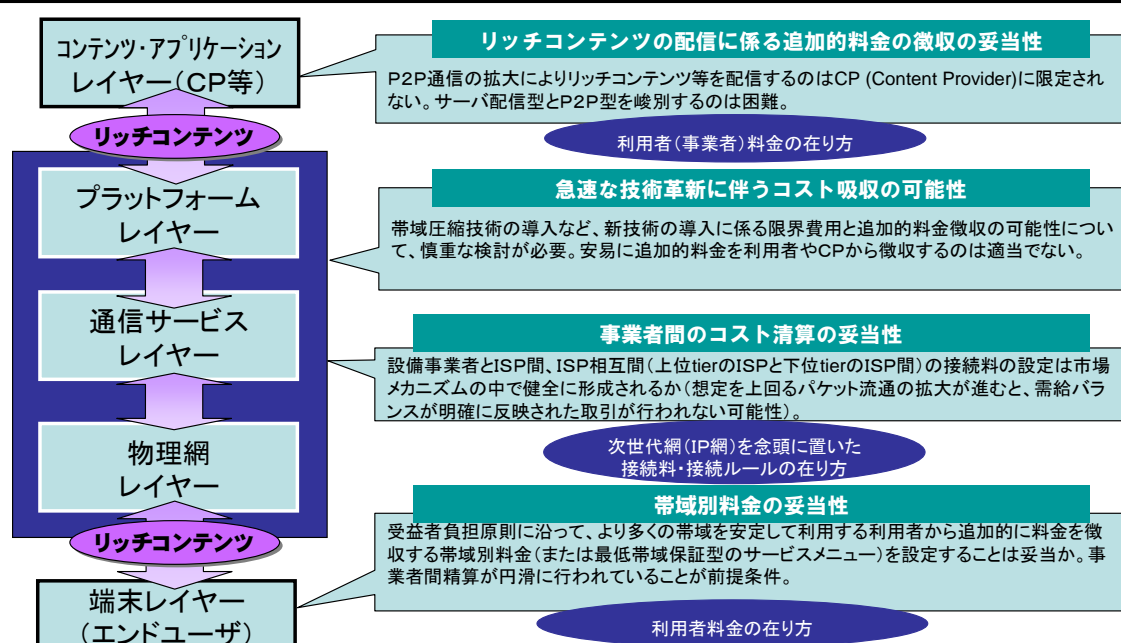 コンテンツ・アプリケーション
レイヤー(CP等)
リッチコンテンツ
プラットフォーム
レイヤー
通信サービス
レイヤー
物理網
レイヤー
リッチコンテンツ
端末レイヤー
(エンドユーザ)
リッチコンテンツの配信に係る追加的料金の徴収の妥当性
P2P通信の拡大によりリッチコンテンツ等を配信するのはCP (Content Provider)に限定され
ない。サーバ配信型とP2P型を峻別するのは困難。
利用者(事業者)料金の在り方
急速な技術革新に伴うコスト吸収の可能性
帯域圧縮技術の導入など、新技術の導入に係る限界費用と追加的料金徴収の可能性につい
て、慎重な検討が必要。安易に追加的料金を利用者やCPから徴収するのは適当でない。
事業者間のコスト清算の妥当性
設備事業者とISP間、ISP相互間(上位tierのISPと下位tierのISP間)の接続料の設定は市場
メカニズムの中で健全に形成されるか(想定を上回るパケット流通の拡大が進むと、需給バラ
ンスが明確に反映された取引が行われない可能性)。
次世代網(IP網)を念頭に置いた
接続料・接続ルールの在り方
帯域別料金の妥当性
受益者負担原則に沿って、より多くの帯域を安定して利用する利用者から追加的に料金を徴
収する帯域別料金(または最低帯域保証型のサービスメニュー)を設定することは妥当か。事
業者間精算が円滑に行われていることが前提条件。
利用者料金の在り方